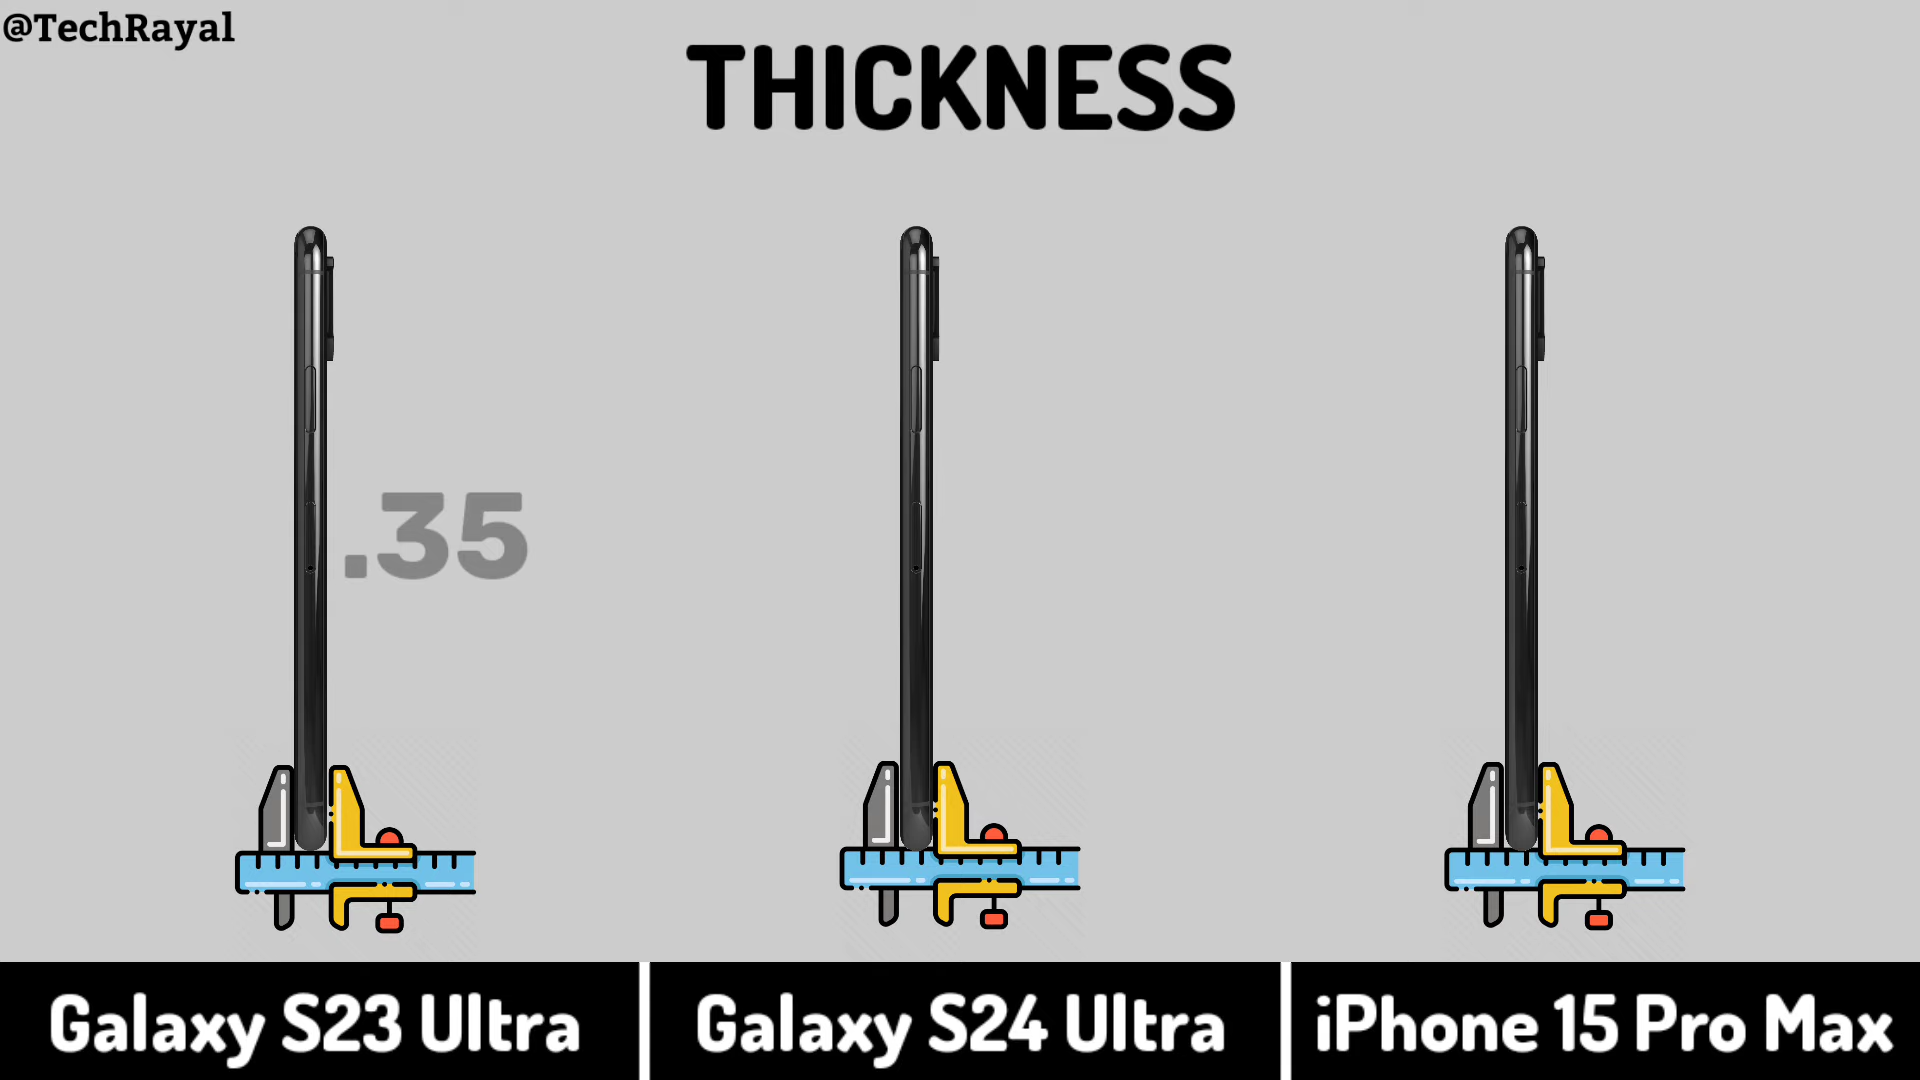 @TechRayal
THICKNESS
.35
Galaxy S23 Ultra
Galaxy S24 Ultra
iPhone 15 Pro Max